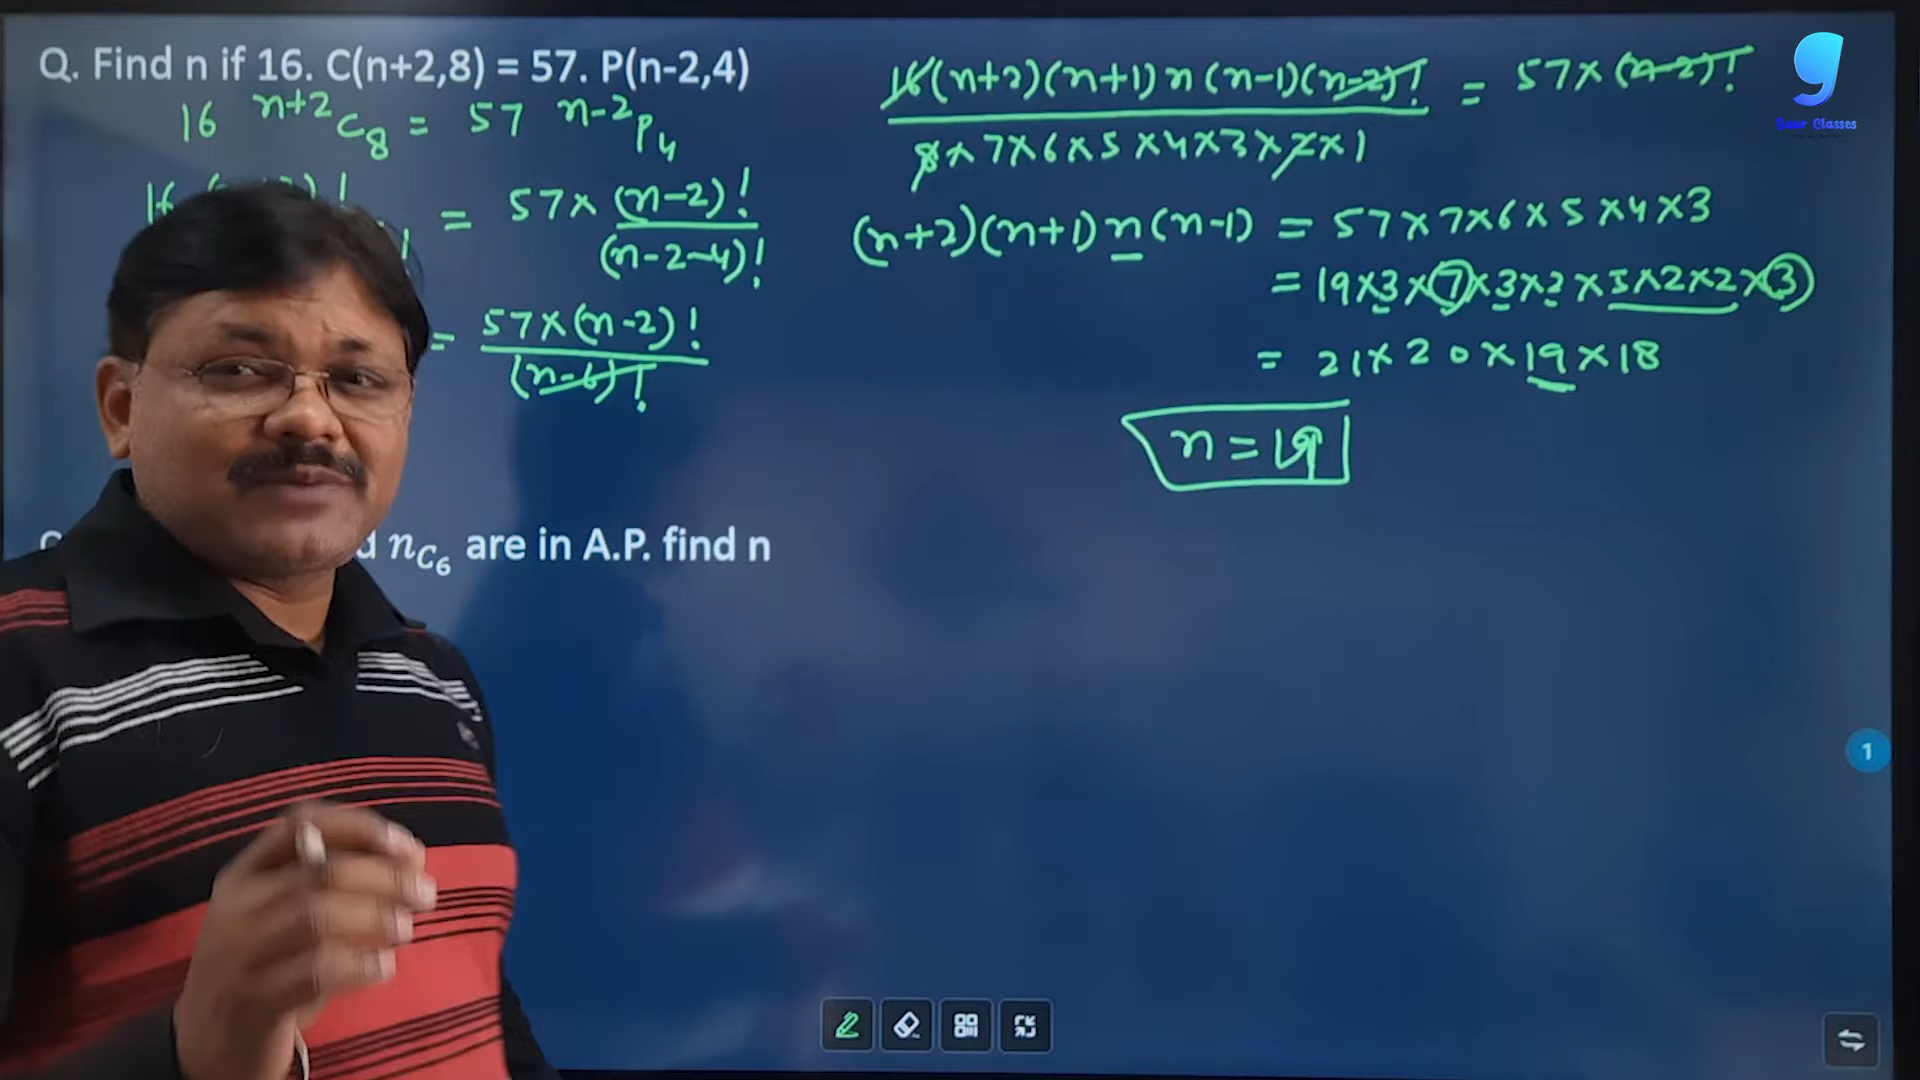 Q. Find n if 16. C(n+2,8) = 57. P(n-2,4)
16 ⁿ⁺²C₈ = 57 ⁿ⁻²P₄
16 ! = 57×(n-2)!/(n-2-4)!
= 57×(n-2)!/(n-6)!
16(n+2)(n+1)n(n-1)(n-2)!/8×7×6×5×4×3×2×1 = 57×(n-2)!
(n+2)(n+1)n(n-1) = 57×7×6×5×4×3
= 19×3×7×3×2×5×2×2×3
= 21×20×19×18
n = 19
n_{C₆} are in A.P. find n
Gaur Classes
1